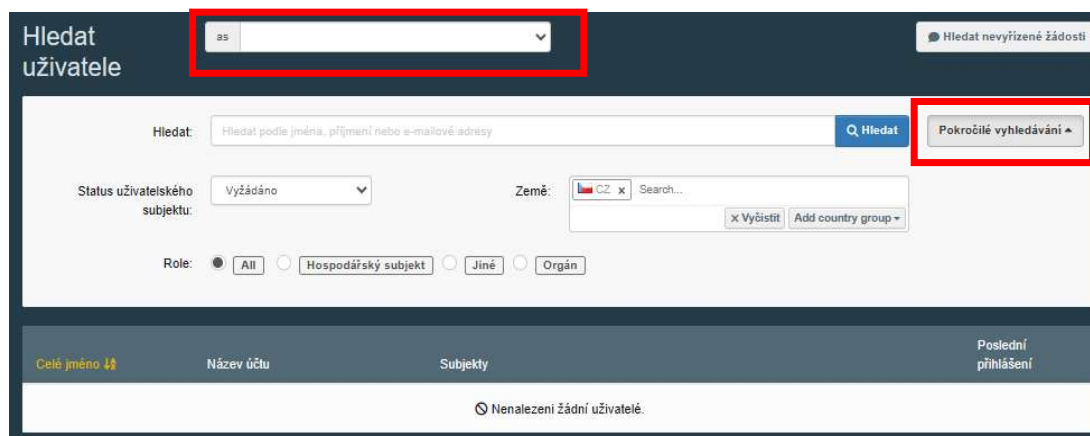 Hledat uživatele
as
Hledat nevyřízené žádosti
Hledat:
Hledat podle jména, příjmení nebo e-mailové adresy
Hledat
Pokročilé vyhledávání
Status uživatelského subjektu:
Vyžádáno
Země:
CZ x Search...
x Vyčistit
Add country group
Role:
All
Hospodářský subjekt
Jiné
Orgán
Celé jméno
Název účtu
Subjekty
Poslední přihlášení
Nenalezeni žádní uživatelé.